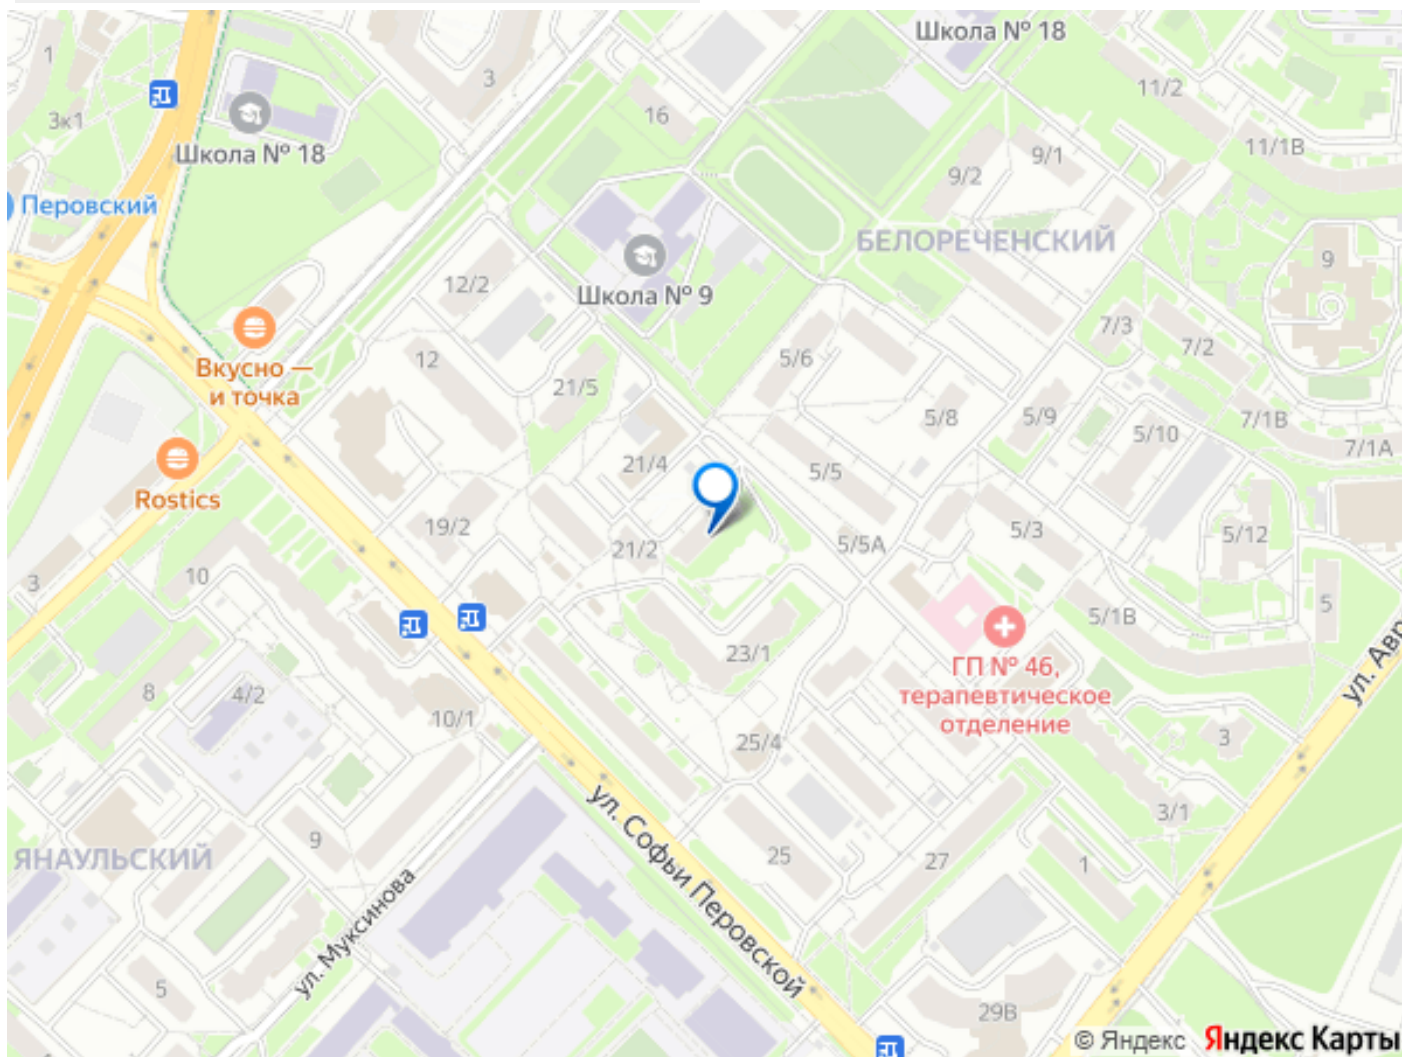 Школа № 18
1
3
11/2
3к1
16
Школа № 18
9/1
11/1В
9/2
Перовский
БЕЛОРЕЧЕНСКИЙ
9
12/2
Школа № 9
7/3
7/2
Вкусно —
и точка
12
5/6
21/5
5/8
5/9
7/1В
5/10
7/1А
21/4
5/5
Rostics
19/2
21/2
5/5А
5/3
5/12
3
10
5
5/1В
23/1
ГП № 46,
терапевтическое
отделение
ул. Авр
8
4/2
10/1
25/4
3
ул. Софьи Перовской
3/1
9
ЯНАУЛЬСКИЙ
25
27
1
ул. Муксинова
5
29В
© Яндекс Яндекс Карты